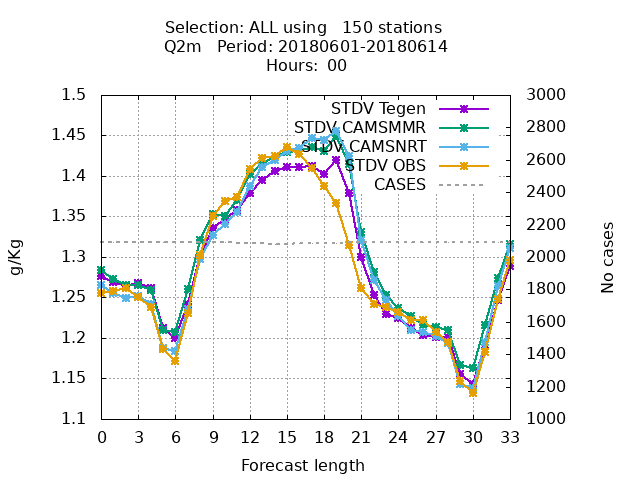 Selection: ALL using   150 stations
Q2m   Period: 20180601-20180614
Hours: 00
1.5
1.45
1.4
1.35
1.3
1.25
1.2
1.15
1.1
g/Kg
STDV Tegen
STDV CAMSMMR
STDV CAMSNRT
STDV OBS
CASES
3000
2800
2600
2400
2200
2000
1800
1600
1400
1200
1000
No cases
0 3 6 9 12 15 18 21 24 27 30 33
Forecast length